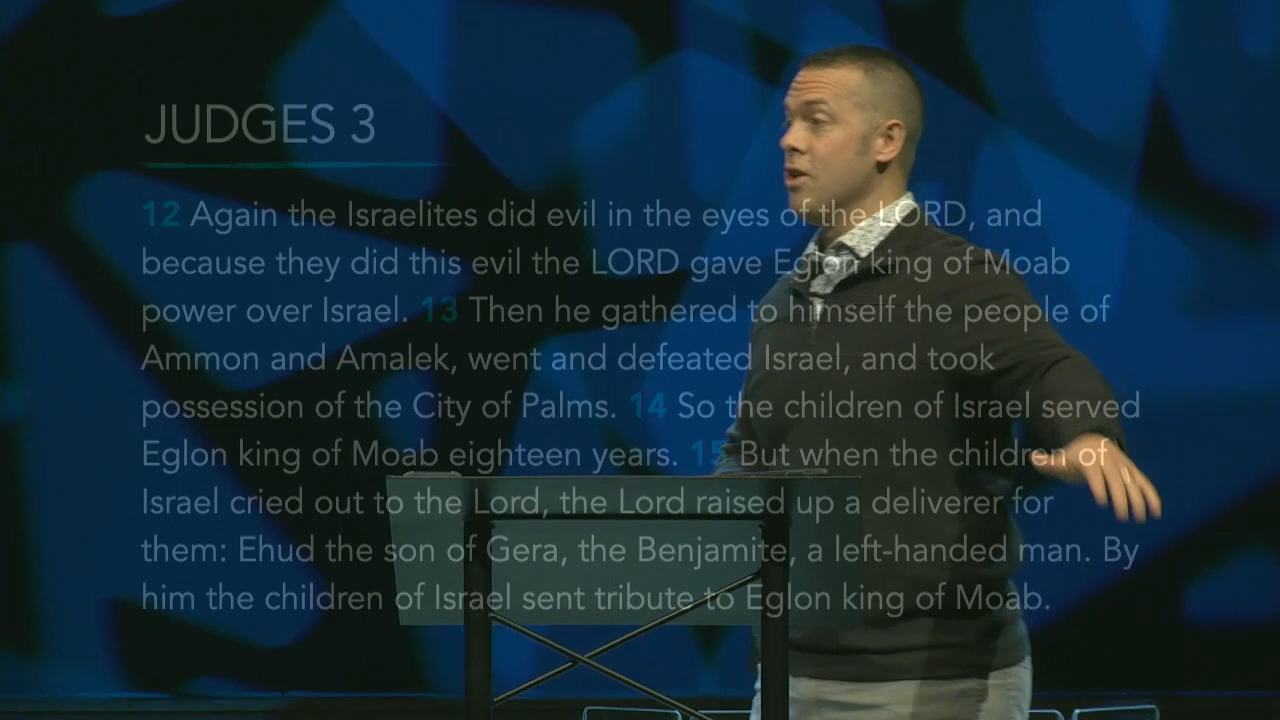 JUDGES 3
12 Again the Israelites did evil in the eyes of the LORD, and
because they did this evil the LORD gave Eglon king of Moab
power over Israel. 13 Then he gathered to himself the people of
Ammon and Amalek, went and defeated Israel, and took
possession of the City of Palms. 14 So the children of Israel served
Eglon king of Moab eighteen years. 15 But when the children of
Israel cried out to the Lord, the Lord raised up a deliverer for
them: Ehud the son of Gera, the Benjamite, a left-handed man. By
him the children of Israel sent tribute to Eglon king of Moab.